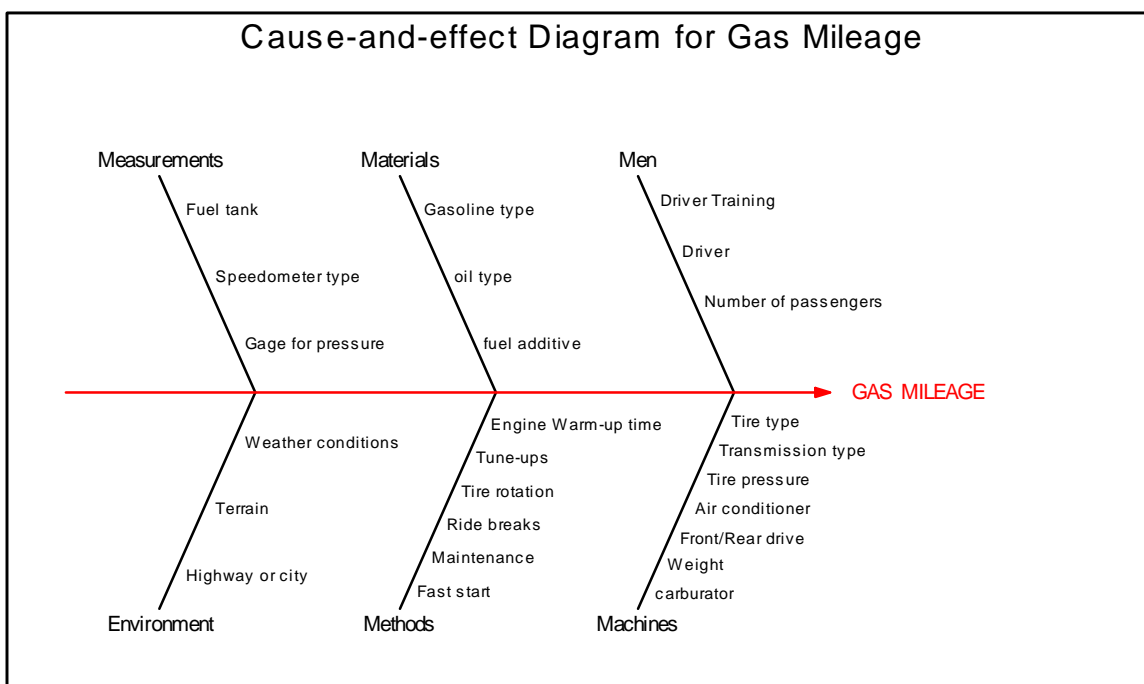 Cause-and-effect Diagram for Gas Mileage
Measurements
Fuel tank
Speedometer type
Gage for pressure
Materials
Gasoline type
oil type
fuel additive
Men
Driver Training
Driver
Number of passengers
GAS MILEAGE
Weather conditions
Terrain
Highway or city
Environment
Engine Warm-up time
Tune-ups
Tire rotation
Ride breaks
Maintenance
Fast start
Methods
Tire type
Transmission type
Tire pressure
Air conditioner
Front/Rear drive
Weight
carburator
Machines